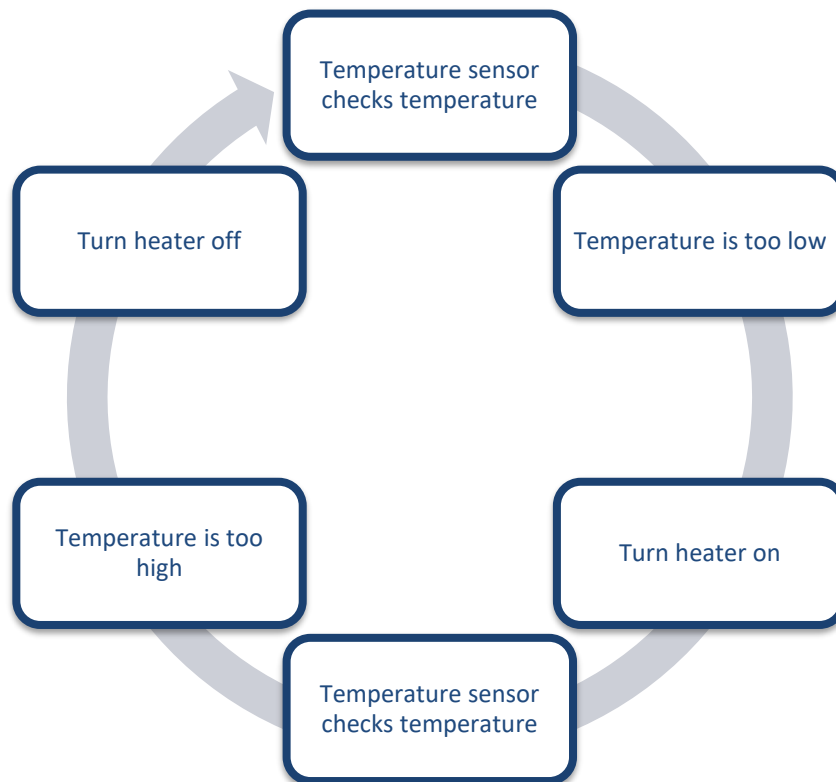 Temperature sensor
checks temperature
Temperature is too low
Turn heater on
Temperature sensor
checks temperature
Temperature is too
high
Turn heater off